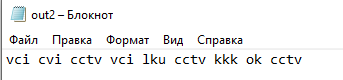 out2 – Блокнот
Файл Правка Формат Вид Справка
vci cvi cctv vci lku cctv kkk ok cctv